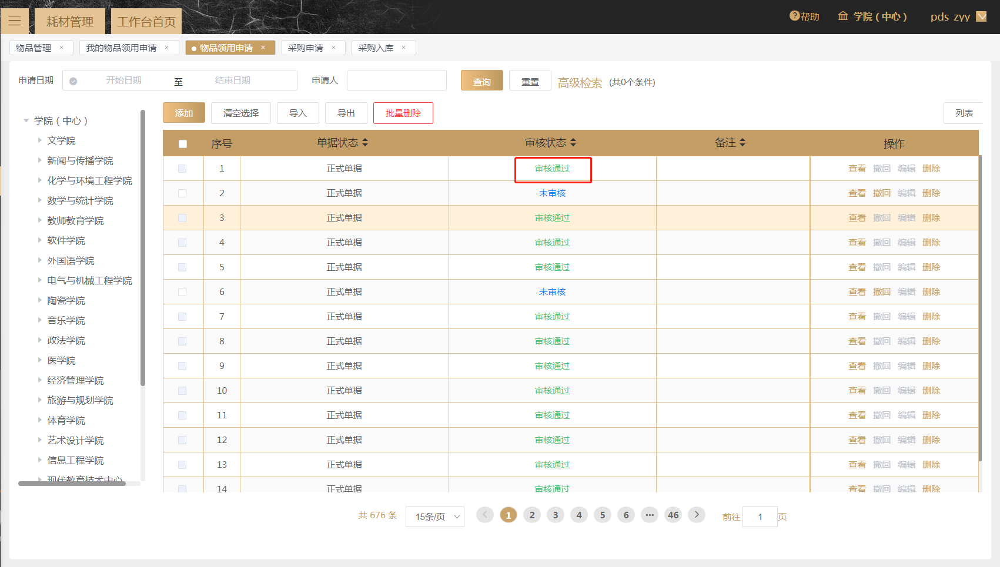 耗材管理 工作台首页 ?帮助 学院(中心) pds_zyy
物品管理 × 我的物品领用申请 × 物品领用申请 × 采购申请 × 采购入库 ×
申请日期 开始日期 至 结束日期 申请人 查询 重置 高级检索 (共0个条件)
添加 清空选择 导入 导出 批量删除 列表
学院(中心)
文学院
新闻与传播学院
化学与环境工程学院
数学与统计学院
教师教育学院
软件学院
外国语学院
电气与机械工程学院
陶瓷学院
音乐学院
政法学院
医学院
经济管理学院
旅游与规划学院
体育学院
艺术设计学院
信息工程学院
现代教育技术中心
序号 单据状态 审核状态 备注 操作
1 正式单据 审核通过 查看 撤回 编辑 删除
2 正式单据 未审核 查看 撤回 编辑 删除
3 正式单据 审核通过 查看 撤回 编辑 删除
4 正式单据 审核通过 查看 撤回 编辑 删除
5 正式单据 审核通过 查看 撤回 编辑 删除
6 正式单据 未审核 查看 撤回 编辑 删除
7 正式单据 审核通过 查看 撤回 编辑 删除
8 正式单据 审核通过 查看 撤回 编辑 删除
9 正式单据 审核通过 查看 撤回 编辑 删除
10 正式单据 审核通过 查看 撤回 编辑 删除
11 正式单据 审核通过 查看 撤回 编辑 删除
12 正式单据 审核通过 查看 撤回 编辑 删除
13 正式单据 审核通过 查看 撤回 编辑 删除
14 正式单据 审核通过 查看 撤回 编辑 删除
共 676 条 15条/页 1 2 3 4 5 6 ··· 46 前往 1 页